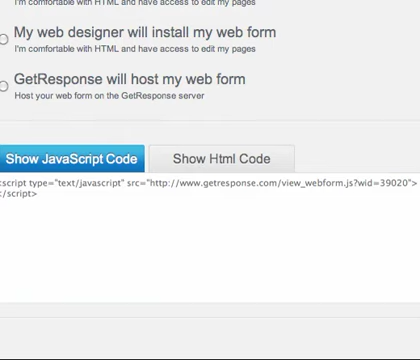 I'm comfortable with HTML and have access to edit my pages
My web designer will install my web form
I'm comfortable with HTML and have access to edit my pages
GetResponse will host my web form
Host your web form on the GetResponse server
Show JavaScript Code
Show Html Code
<script type="text/javascript" src="http://www.getresponse.com/view_webform.js?wid=39020">
</script>